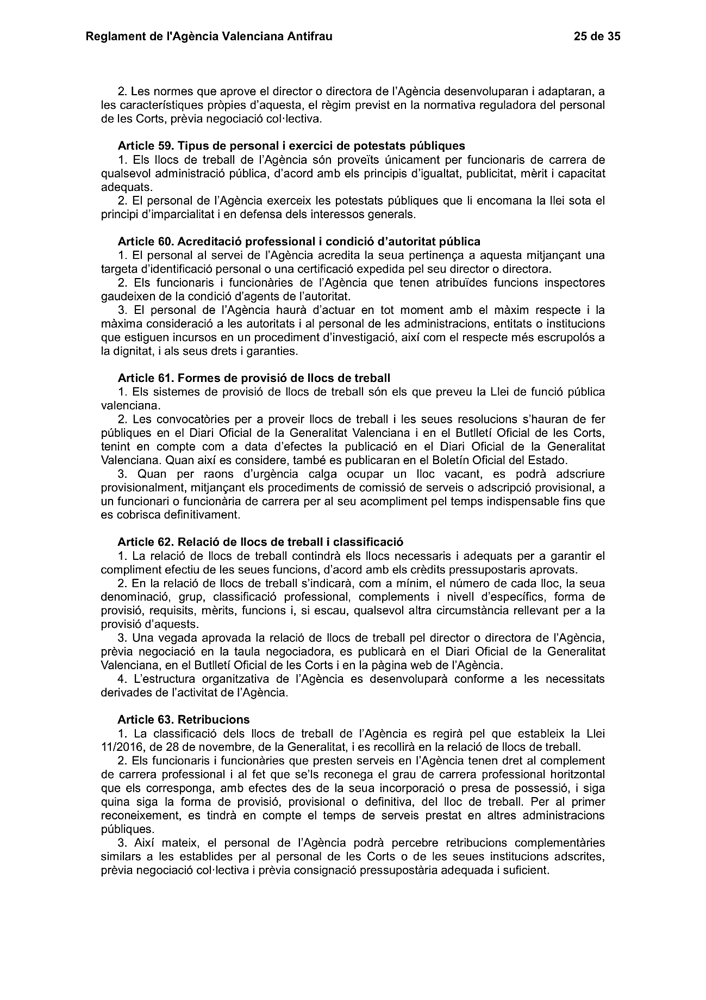 Reglament de l'Agència Valenciana Antifrau 25 de 35
2. Les normes que aprove el director o directora de l’Agència desenvoluparan i adaptaran, a
les característiques pròpies d’aquesta, el règim previst en la normativa reguladora del personal
de les Corts, prèvia negociació col·lectiva.
Article 59. Tipus de personal i exercici de potestats públiques
1. Els llocs de treball de l’Agència són proveïts únicament per funcionaris de carrera de
qualsevol administració pública, d’acord amb els principis d’igualtat, publicitat, mèrit i capacitat
adequats.
2. El personal de l’Agència exerceix les potestats públiques que li encomana la llei sota el
principi d’imparcialitat i en defensa dels interessos generals.
Article 60. Acreditació professional i condició d’autoritat pública
1. El personal al servei de l’Agència acredita la seua pertinença a aquesta mitjançant una
targeta d’identificació personal o una certificació expedida pel seu director o directora.
2. Els funcionaris i funcionàries de l’Agència que tenen atribuïdes funcions inspectores
gaudeixen de la condició d’agents de l’autoritat.
3. El personal de l’Agència haurà d’actuar en tot moment amb el màxim respecte i la
màxima consideració a les autoritats i al personal de les administracions, entitats o institucions
que estiguen incursos en un procediment d’investigació, així com el respecte més escrupolós a
la dignitat, i als seus drets i garanties.
Article 61. Formes de provisió de llocs de treball
1. Els sistemes de provisió de llocs de treball són els que preveu la Llei de funció pública
valenciana.
2. Les convocatòries per a proveir llocs de treball i les seues resolucions s’hauran de fer
públiques en el Diari Oficial de la Generalitat Valenciana i en el Butlletí Oficial de les Corts,
tenint en compte com a data d’efectes la publicació en el Diari Oficial de la Generalitat
Valenciana. Quan així es considere, també es publicaran en el Boletín Oficial del Estado.
3. Quan per raons d’urgència calga ocupar un lloc vacant, es podrà adscriure
provisionalment, mitjançant els procediments de comissió de serveis o adscripció provisional, a
un funcionari o funcionària de carrera per al seu acompliment pel temps indispensable fins que
es cobrisca definitivament.
Article 62. Relació de llocs de treball i classificació
1. La relació de llocs de treball contindrà els llocs necessaris i adequats per a garantir el
compliment efectiu de les seues funcions, d’acord amb els crèdits pressupostaris aprovats.
2. En la relació de llocs de treball s’indicarà, com a mínim, el número de cada lloc, la seua
denominació, grup, classificació professional, complements i nivell d’específics, forma de
provisió, requisits, mèrits, funcions i, si escau, qualsevol altra circumstància rellevant per a la
provisió d’aquests.
3. Una vegada aprovada la relació de llocs de treball pel director o directora de l’Agència,
prèvia negociació en la taula negociadora, es publicarà en el Diari Oficial de la Generalitat
Valenciana, en el Butlletí Oficial de les Corts i en la pàgina web de l’Agència.
4. L’estructura organitzativa de l’Agència es desenvoluparà conforme a les necessitats
derivades de l’activitat de l’Agència.
Article 63. Retribucions
1. La classificació dels llocs de treball de l’Agència es regirà pel que estableix la Llei
11/2016, de 28 de novembre, de la Generalitat, i es recollirà en la relació de llocs de treball.
2. Els funcionaris i funcionàries que presten serveis en l’Agència tenen dret al complement
de carrera professional i al fet que se’ls reconega el grau de carrera professional horitzontal
que els corresponga, amb efectes des de la seua incorporació o presa de possessió, i siga
quina siga la forma de provisió, provisional o definitiva, del lloc de treball. Per al primer
reconeixement, es tindrà en compte el temps de serveis prestat en altres administracions
públiques.
3. Així mateix, el personal de l’Agència podrà percebre retribucions complementàries
similars a les establides per al personal de les Corts o de les seues institucions adscrites,
prèvia negociació col·lectiva i prèvia consignació pressupostària adequada i suficient.